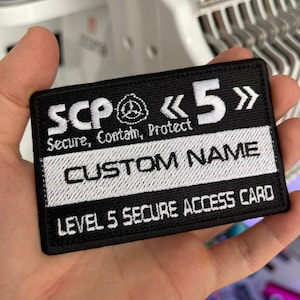 SCP « 5 »
Secure, Contain, Protect
CUSTOM NAME
LEVEL 5 SECURE ACCESS CARD